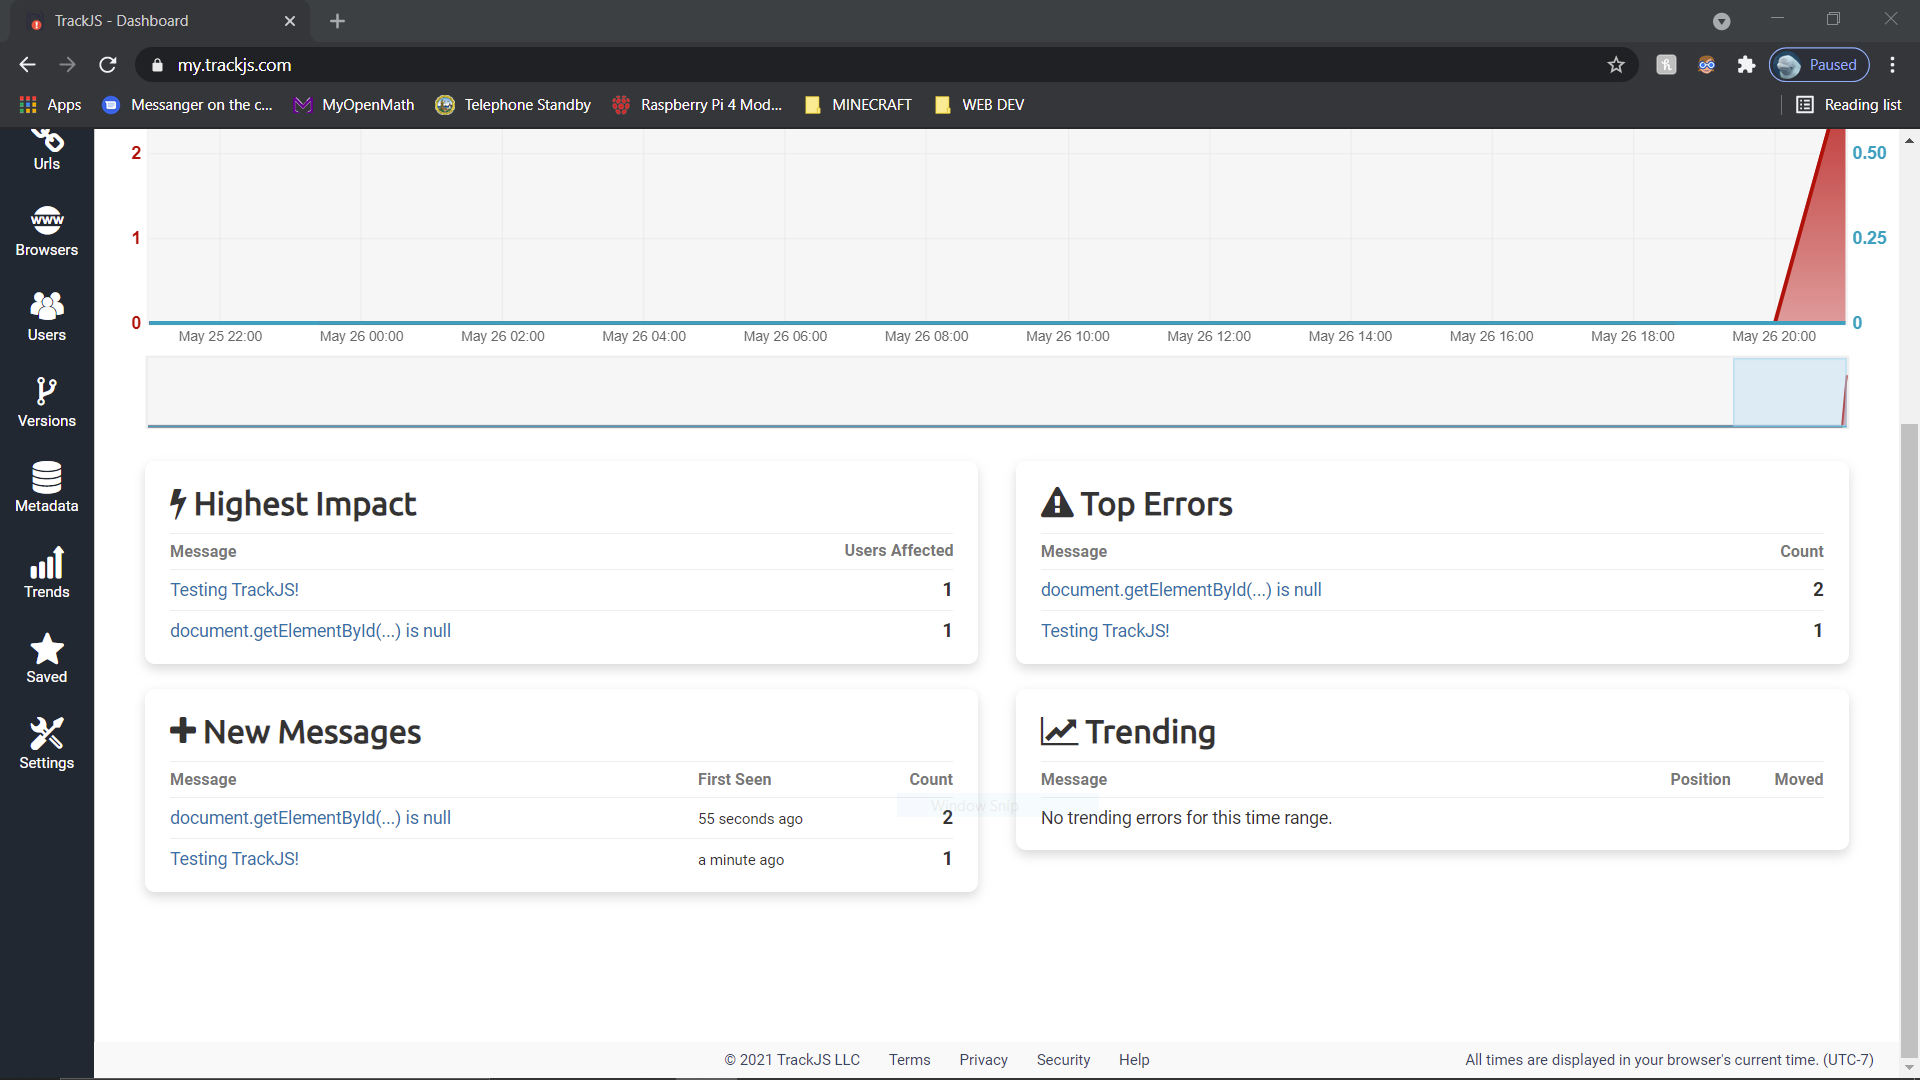 TrackJS - Dashboard
my.trackjs.com
Paused
Apps
Messanger on the c...
MyOpenMath
Telephone Standby
Raspberry Pi 4 Mod...
MINECRAFT
WEB DEV
Reading list
Urls
www
Browsers
Users
Versions
Metadata
Trends
Saved
Settings
2
0.50
1
0.25
0
0
May 25 22:00 May 26 00:00 May 26 02:00 May 26 04:00 May 26 06:00 May 26 08:00 May 26 10:00 May 26 12:00 May 26 14:00 May 26 16:00 May 26 18:00 May 26 20:00
Highest Impact
Message Users Affected
Testing TrackJS! 1
document.getElementById(...) is null 1
Top Errors
Message Count
document.getElementById(...) is null 2
Testing TrackJS! 1
New Messages
Message First Seen Count
document.getElementById(...) is null 55 seconds ago 2
Testing TrackJS! a minute ago 1
Window Snip
Trending
Message Position Moved
No trending errors for this time range.
© 2021 TrackJS LLC Terms Privacy Security Help
All times are displayed in your browser's current time. (UTC-7)